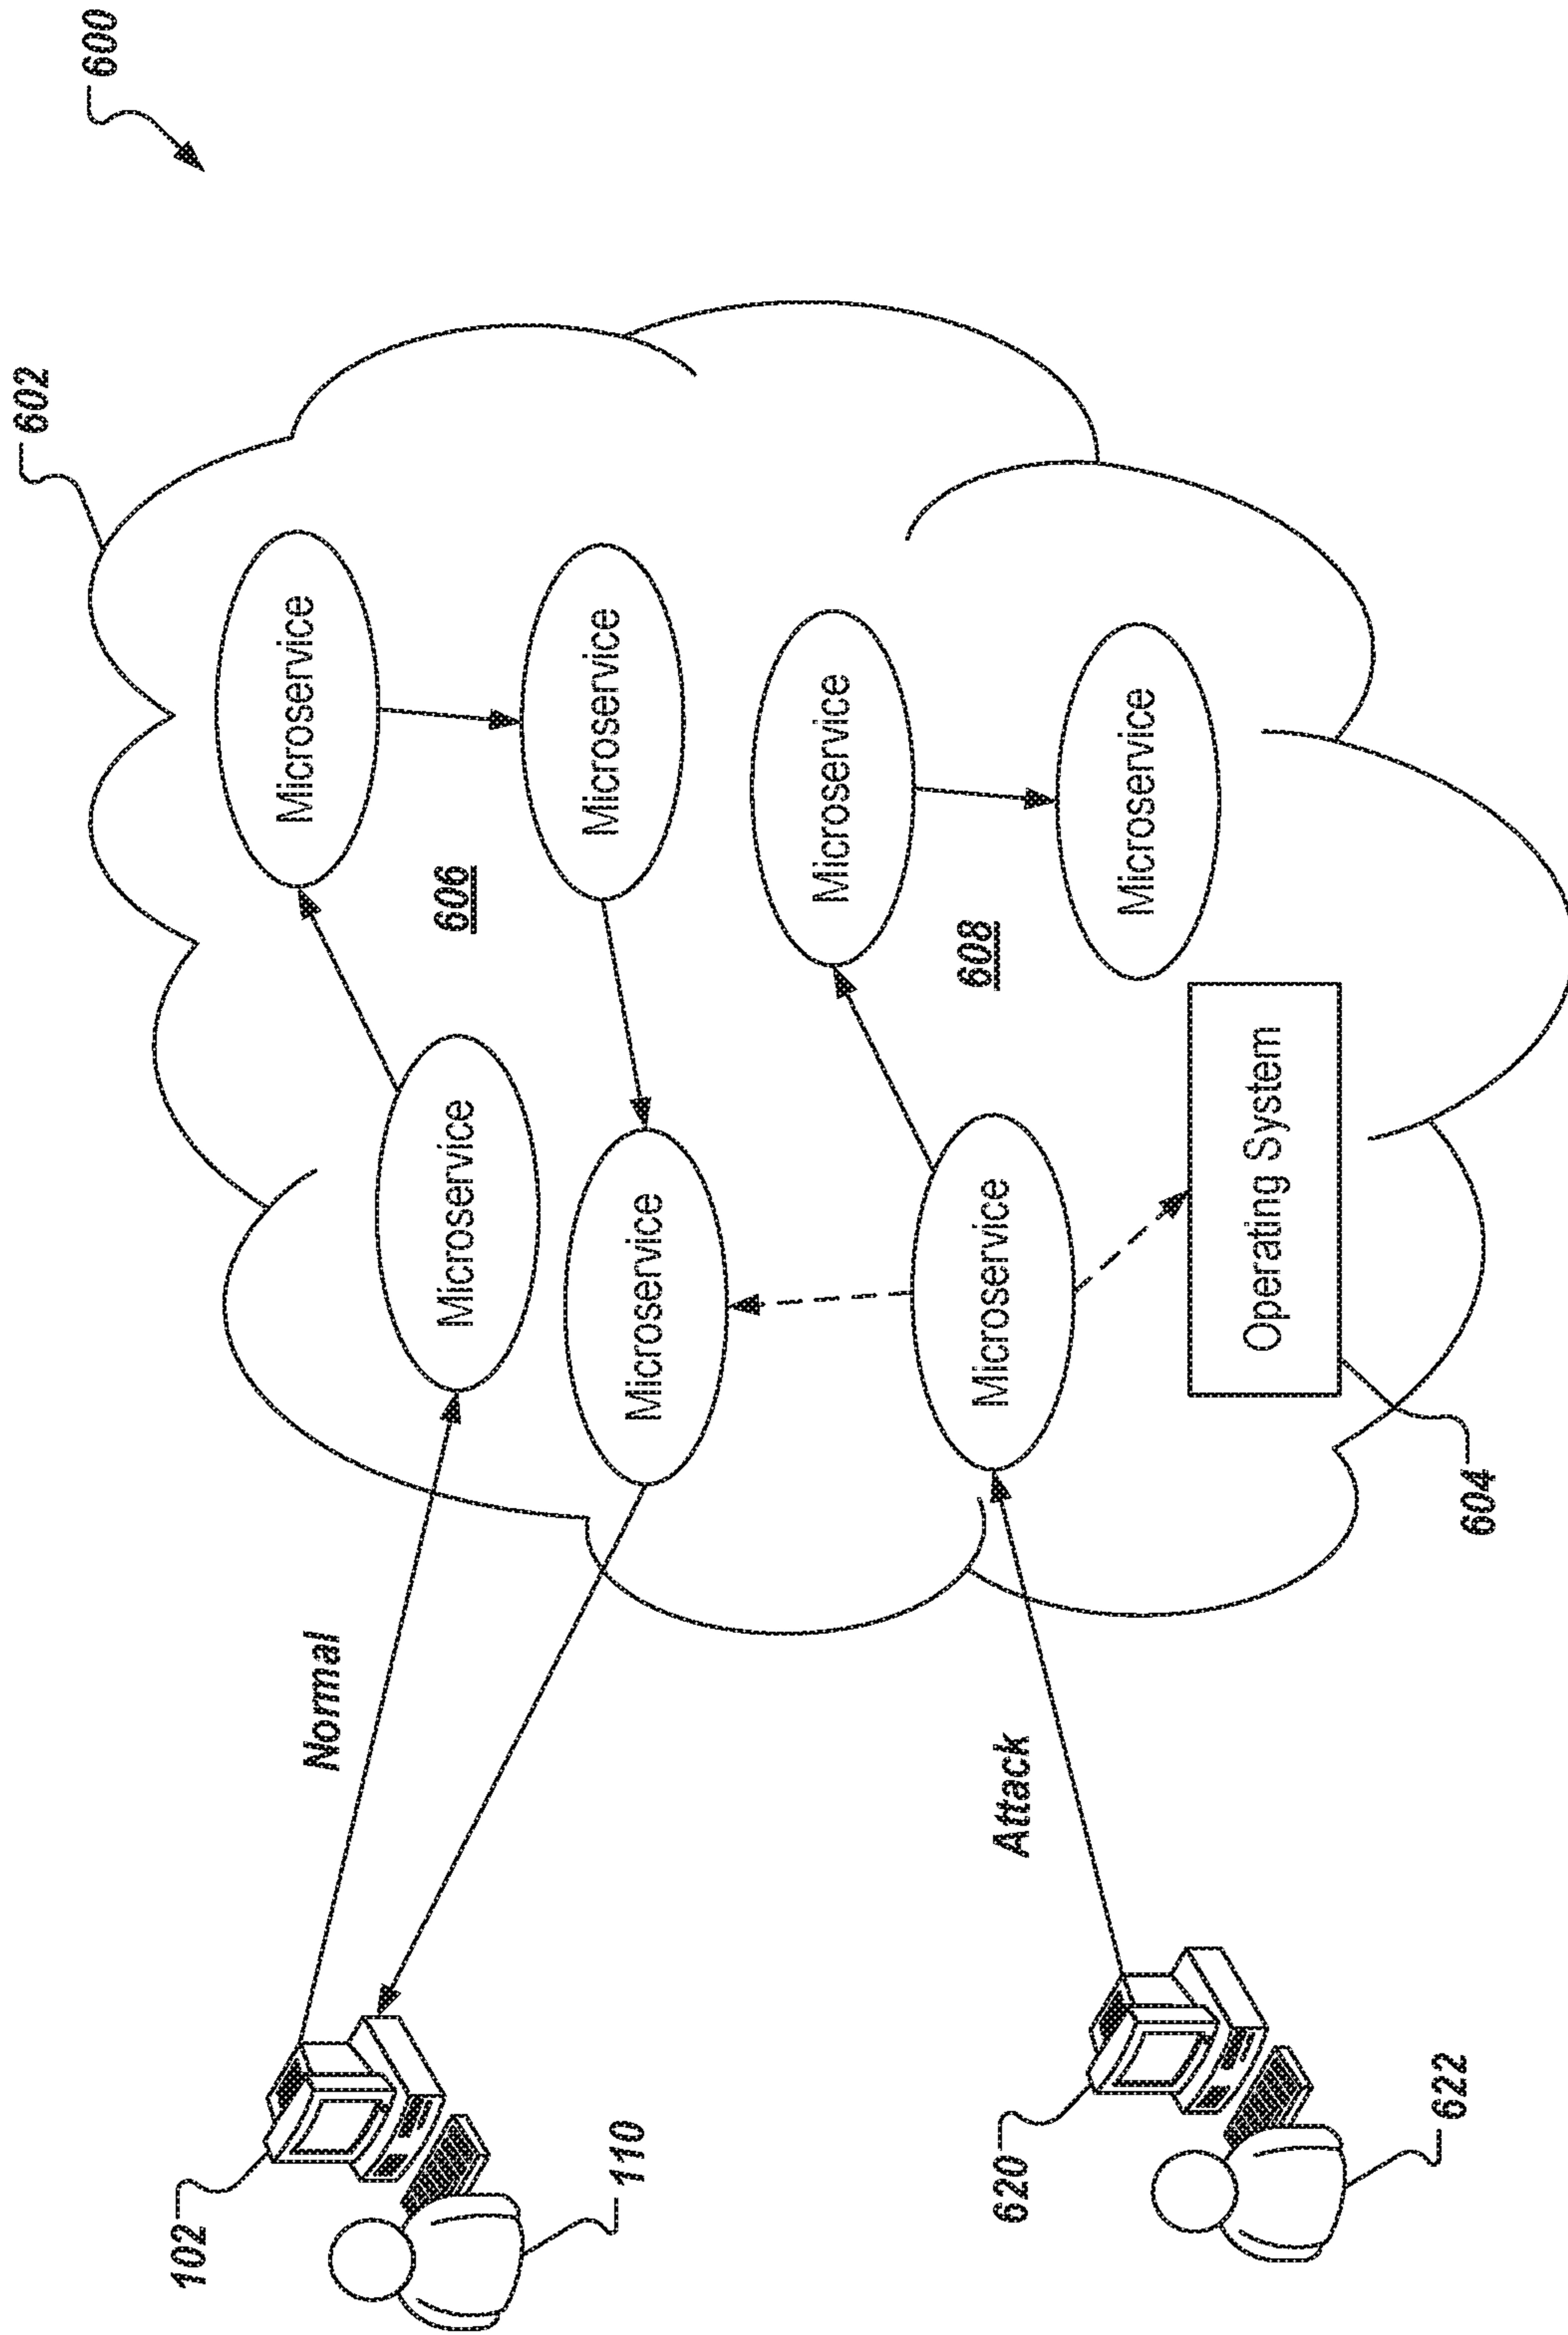 602
600
102
Microservice
Normal
Microservice
606
Microservice
110
Microservice
Microservice
608
Microservice
620
Attack
Microservice
Operating System
622
604